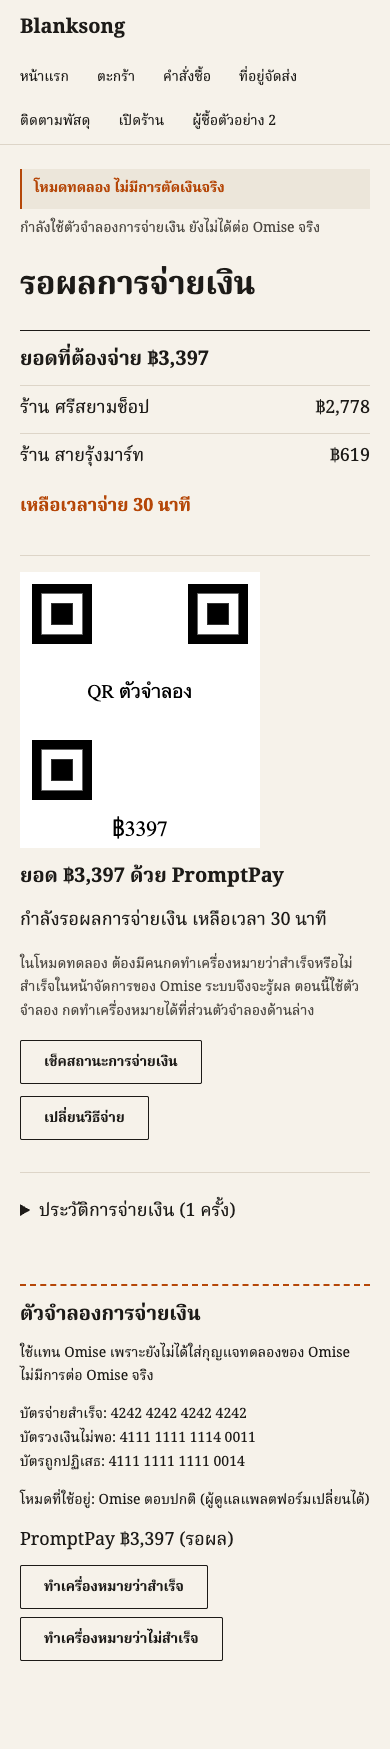 Blanksong
หน้าแรก ตะกร้า คำสั่งซื้อ ที่อยู่จัดส่ง
ติดตามพัสดุ เปิดร้าน ผู้ซื้อตัวอย่าง 2
โหมดทดลอง ไม่มีการตัดเงินจริง
กำลังใช้ตัวจำลองการจ่ายเงิน ยังไม่ได้ต่อ Omise จริง
รอผลการจ่ายเงิน
ยอดที่ต้องจ่าย ฿3,397
ร้าน ศรีสยามช็อป ฿2,778
ร้าน สายรุ้งมาร์ท ฿619
เหลือเวลาจ่าย 30 นาที
QR ตัวจำลอง
฿3397
ยอด ฿3,397 ด้วย PromptPay
กำลังรอผลการจ่ายเงิน เหลือเวลา 30 นาที
ในโหมดทดลอง ต้องมีคนกดทำเครื่องหมายว่าสำเร็จหรือไม่
สำเร็จในหน้าจัดการของ Omise ระบบจึงจะรู้ผล ตอนนี้ใช้ตัว
จำลอง กดทำเครื่องหมายได้ที่ส่วนตัวจำลองด้านล่าง
เช็คสถานะการจ่ายเงิน
เปลี่ยนวิธีจ่าย
ประวัติการจ่ายเงิน (1 ครั้ง)
ตัวจำลองการจ่ายเงิน
ใช้แทน Omise เพราะยังไม่ได้ใส่กุญแจทดลองของ Omise
ไม่มีการต่อ Omise จริง
บัตรจ่ายสำเร็จ: 4242 4242 4242 4242
บัตรวงเงินไม่พอ: 4111 1111 1114 0011
บัตรถูกปฏิเสธ: 4111 1111 1111 0014
โหมดที่ใช้อยู่: Omise ตอบปกติ (ผู้ดูแลแพลตฟอร์มเปลี่ยนได้)
PromptPay ฿3,397 (รอผล)
ทำเครื่องหมายว่าสำเร็จ
ทำเครื่องหมายว่าไม่สำเร็จ